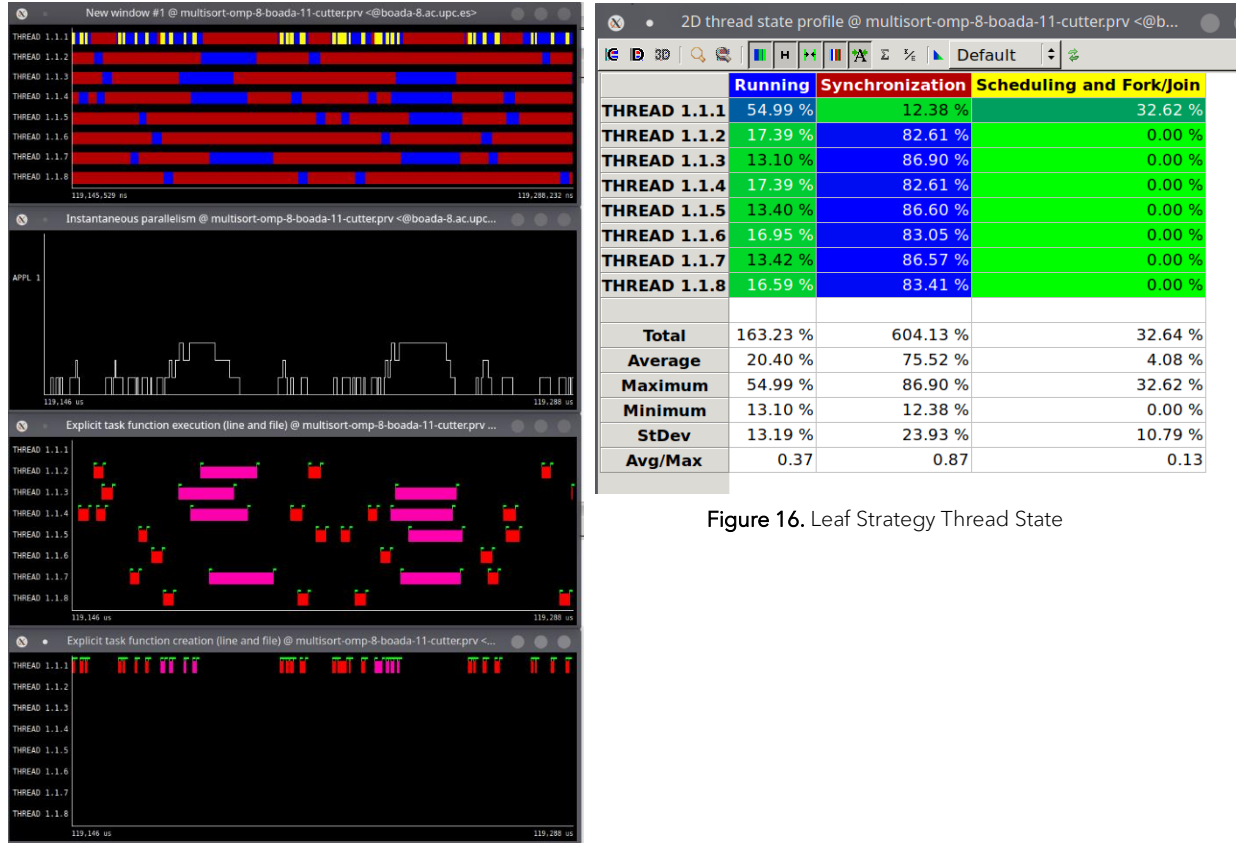 New window #1 @ multisort-omp-8-boada-11-cutter.prv <@boada-8.ac.upc.es>
THREAD 1.1.1
THREAD 1.1.2
THREAD 1.1.3
THREAD 1.1.4
THREAD 1.1.5
THREAD 1.1.6
THREAD 1.1.7
THREAD 1.1.8
119,145,529 ns 119,288,232 ns
Instantaneous parallelism @ multisort-omp-8-boada-11-cutter.prv <@boada-8.ac.upc...
APPL 1
119,146 us 119,288 us
Explicit task function execution (line and file) @ multisort-omp-8-boada-11-cutter.prv ...
THREAD 1.1.1
THREAD 1.1.2
THREAD 1.1.3
THREAD 1.1.4
THREAD 1.1.5
THREAD 1.1.6
THREAD 1.1.7
THREAD 1.1.8
119,146 us 119,288 us
Explicit task function creation (line and file) @ multisort-omp-8-boada-11-cutter.prv <...
THREAD 1.1.1
THREAD 1.1.2
THREAD 1.1.3
THREAD 1.1.4
THREAD 1.1.5
THREAD 1.1.6
THREAD 1.1.7
THREAD 1.1.8
119,146 us 119,288 us
2D thread state profile @ multisort-omp-8-boada-11-cutter.prv <@b...
3D H Σ Default
Running Synchronization Scheduling and Fork/Join
THREAD 1.1.1 54.99 % 12.38 % 32.62 %
THREAD 1.1.2 17.39 % 82.61 % 0.00 %
THREAD 1.1.3 13.10 % 86.90 % 0.00 %
THREAD 1.1.4 17.39 % 82.61 % 0.00 %
THREAD 1.1.5 13.40 % 86.60 % 0.00 %
THREAD 1.1.6 16.95 % 83.05 % 0.00 %
THREAD 1.1.7 13.42 % 86.57 % 0.00 %
THREAD 1.1.8 16.59 % 83.41 % 0.00 %
Total 163.23 % 604.13 % 32.64 %
Average 20.40 % 75.52 % 4.08 %
Maximum 54.99 % 86.90 % 32.62 %
Minimum 13.10 % 12.38 % 0.00 %
StDev 13.19 % 23.93 % 10.79 %
Avg/Max 0.37 0.87 0.13
Figure 16. Leaf Strategy Thread State